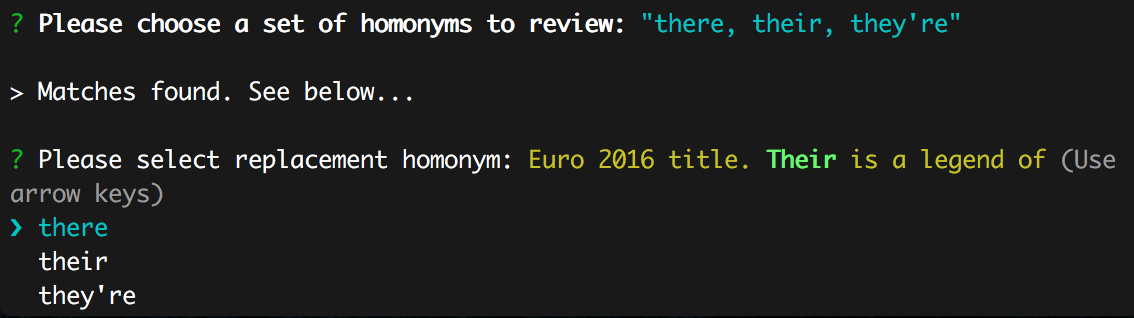 ? Please choose a set of homonyms to review: "there, their, they're"
> Matches found. See below...
? Please select replacement homonym: Euro 2016 title. Their is a legend of (Use
arrow keys)
❯ there
their
they're